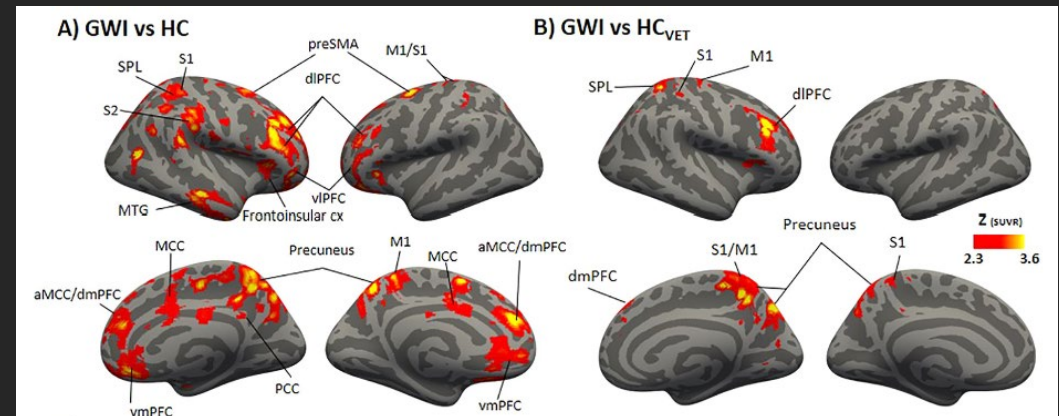 A) GWI vs HC
B) GWI vs HCVET
preSMA
M1/S1
S1
SPL
dlPFC
S2
vlPFC
MTG
Frontoinsular cx
S1
M1
SPL
dlPFC
MCC
Precuneus
M1
MCC
aMCC/dmPFC
aMCC/dmPFC
PCC
vmPFC
vmPFC
Precuneus
S1/M1
S1
dmPFC
Z (SUVR)
2.3 3.6